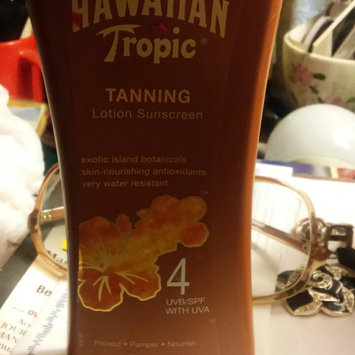 HAWAIIAN
Tropic®
TANNING
Lotion Sunscreen
exotic island botanicals
skin-nourishing antioxidants
very water resistant
4
UVB/SPF
WITH UVA
Protect • Pamper • Nourish
Be